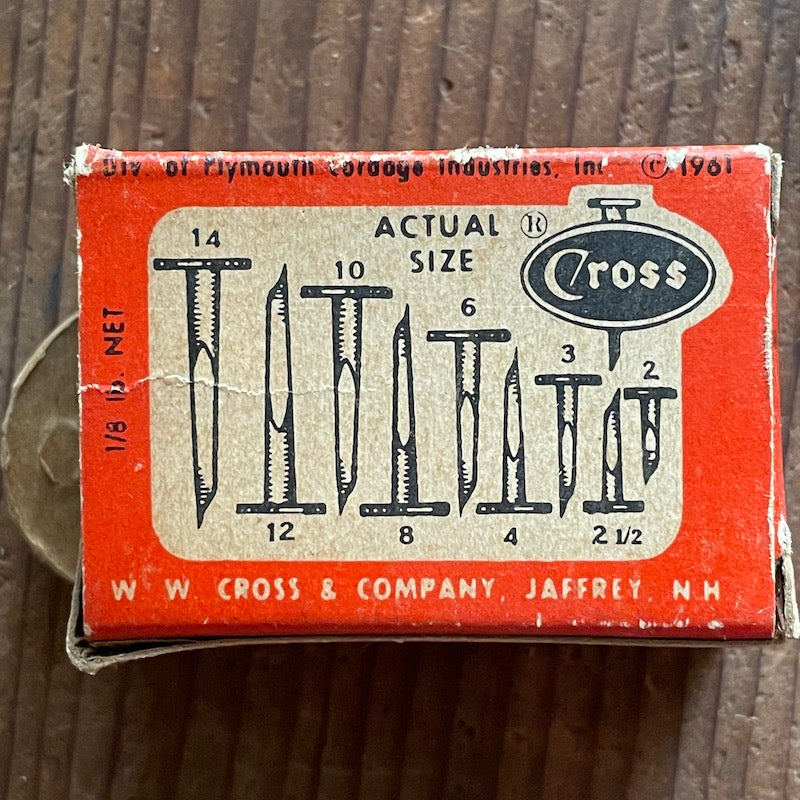 Div of Plymouth Cordage Industries, Inc © 1961
ACTUAL ®
SIZE
Cross
14
10
6
3
2
12
8
4
2 1/2
1/8 lb. NET
W W CROSS & COMPANY, JAFFREY, N H